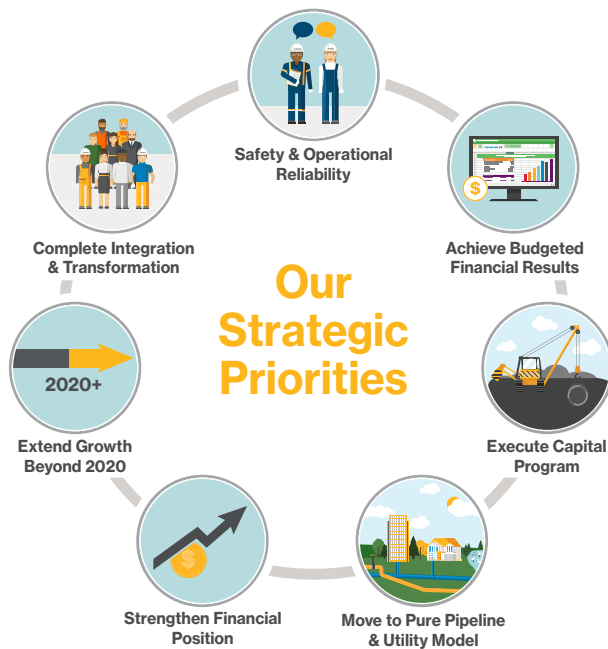 Our
Strategic
Priorities
Safety & Operational
Reliability
$
Achieve Budgeted
Financial Results
Execute Capital
Program
Move to Pure Pipeline
& Utility Model
$
Strengthen Financial
Position
2020+
Extend Growth
Beyond 2020
Complete Integration
& Transformation